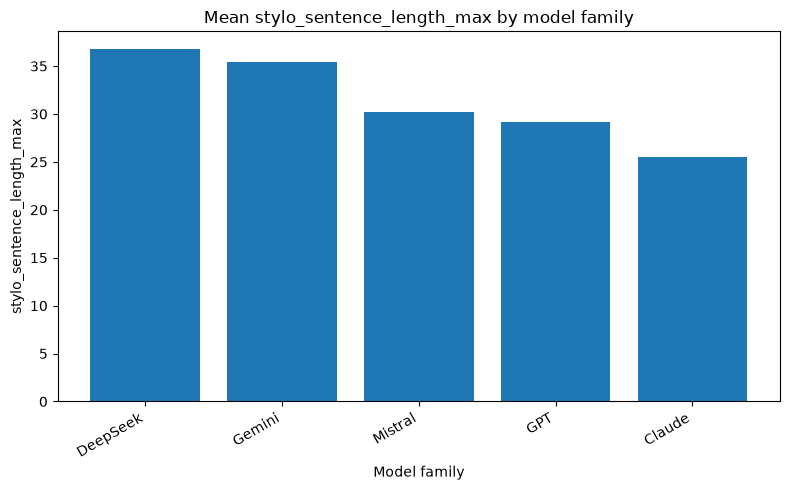 Mean stylo_sentence_length_max by model family
stylo_sentence_length_max
35
30
25
20
15
10
5
0
DeepSeek
Gemini
Mistral
GPT
Claude
Model family